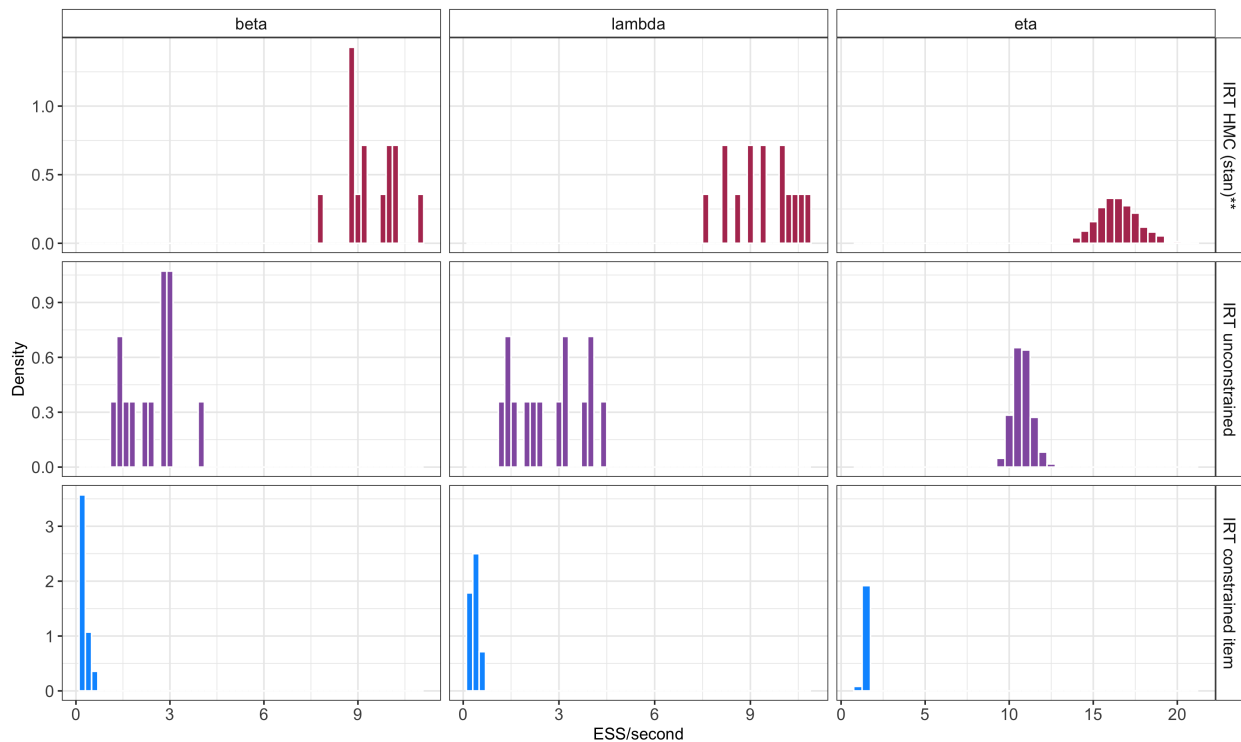 beta
lambda
eta
1.0
0.5
0.0
IRT HMC (stan)**
0.9
0.6
0.3
0.0
IRT unconstrained
3
2
1
0
IRT constrained item
Density
0 3 6 9
0 3 6 9
0 5 10 15 20
ESS/second